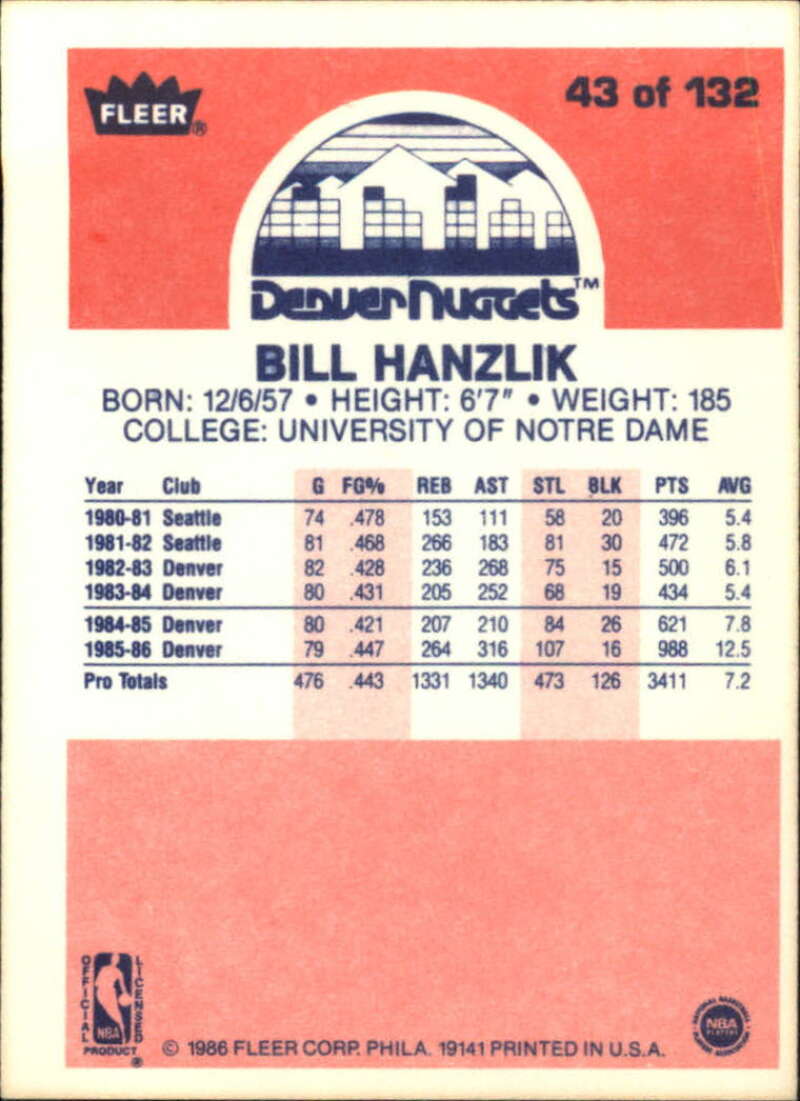 FLEER®
43 of 132
Denver Nuggets™
BILL HANZLIK
BORN: 12/6/57 • HEIGHT: 6'7" • WEIGHT: 185
COLLEGE: UNIVERSITY OF NOTRE DAME
Year Club G FG% REB AST STL BLK PTS AVG
1980-81 Seattle 74 .478 153 111 58 20 396 5.4
1981-82 Seattle 81 .468 266 183 81 30 472 5.8
1982-83 Denver 82 .428 236 268 75 15 500 6.1
1983-84 Denver 80 .431 205 252 68 19 434 5.4
1984-85 Denver 80 .421 207 210 84 26 621 7.8
1985-86 Denver 79 .447 264 316 107 16 988 12.5
Pro Totals 476 .443 1331 1340 473 126 3411 7.2
OFFICIAL
LICENSED
NBA
PRODUCT ®
© 1986 FLEER CORP. PHILA. 19141 PRINTED IN U.S.A.
NATIONAL BASKETBALL
NBA
PLAYERS
PLAYERS ASSOCIATION